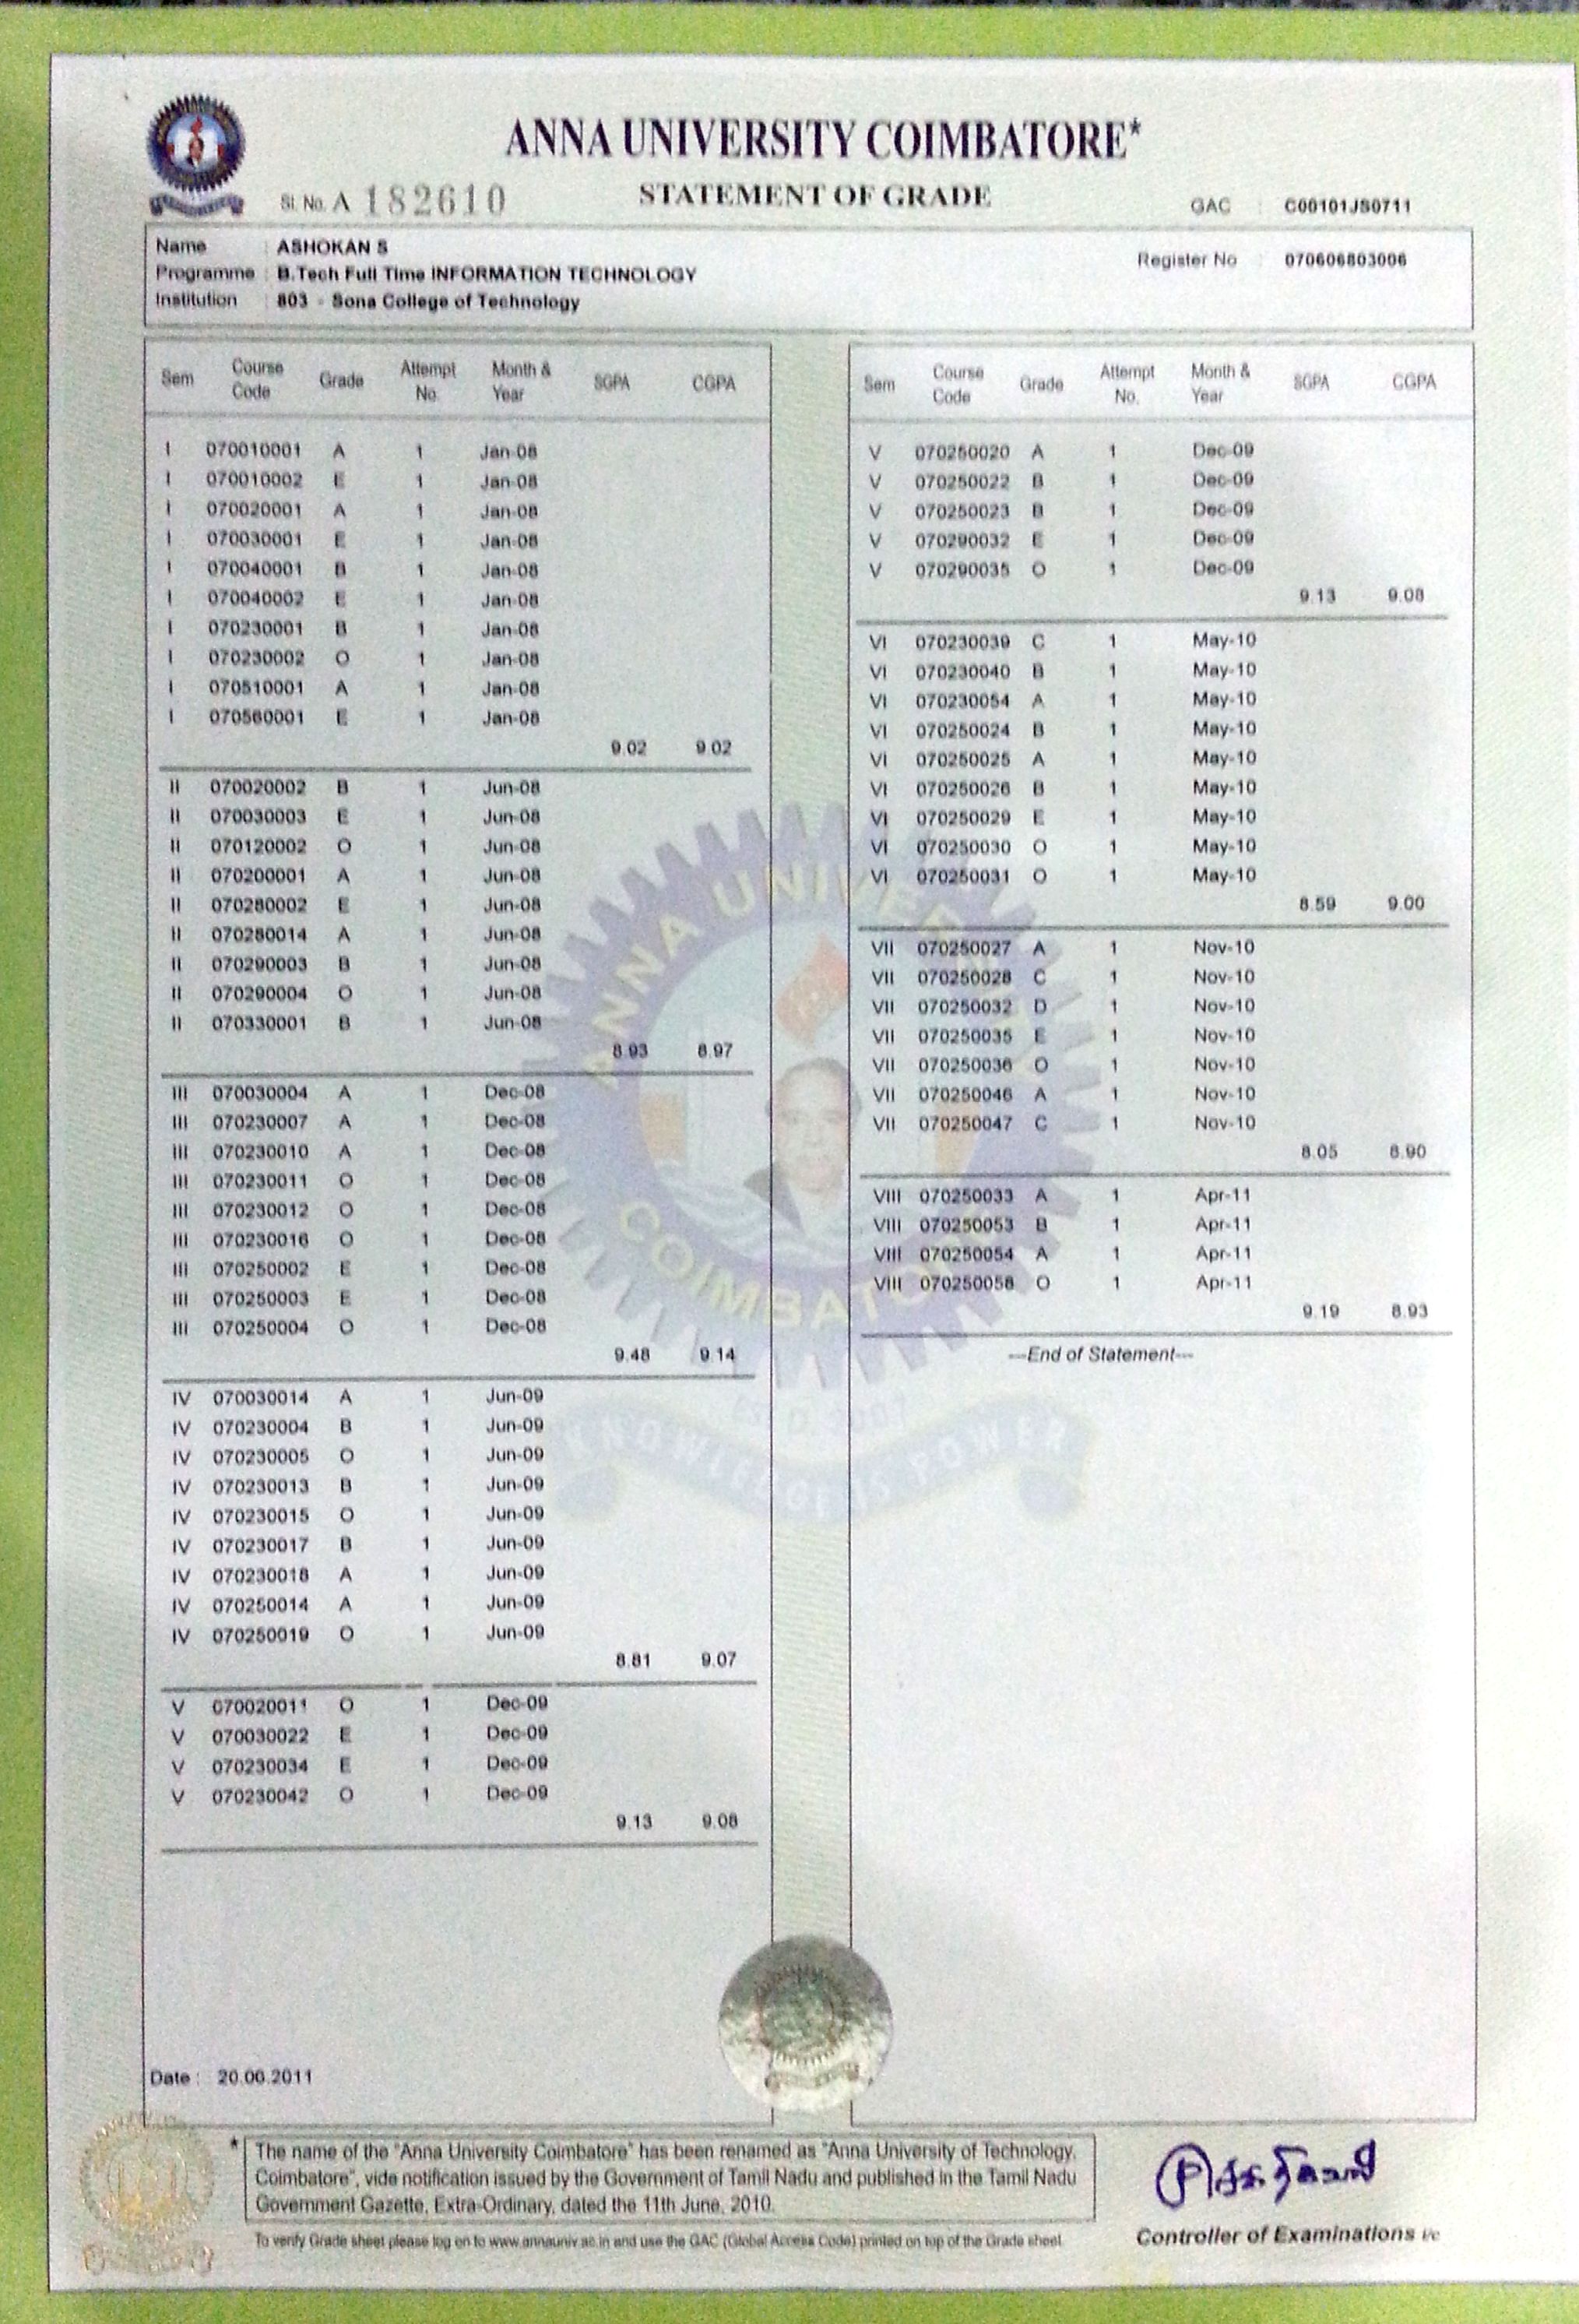 ANNA UNIVERSITY COIMBATORE*
STATEMENT OF GRADE
Sl. No. A 182610
GAC : C00101JS0711
Name : ASHOKAN S
Register No : 070606803006
Programme : B.Tech Full Time INFORMATION TECHNOLOGY
Institution : 803 - Sona College of Technology
Sem Course Code Grade Attempt No. Month & Year SGPA CGPA
I 070010001 A 1 Jan-08
I 070010002 E 1 Jan-08
I 070020001 A 1 Jan-08
I 070030001 E 1 Jan-08
I 070040001 B 1 Jan-08
I 070040002 E 1 Jan-08
I 070230001 B 1 Jan-08
I 070230002 O 1 Jan-08
I 070510001 A 1 Jan-08
I 070560001 E 1 Jan-08
9.02 9.02
II 070020002 B 1 Jun-08
II 070030003 E 1 Jun-08
II 070120002 O 1 Jun-08
II 070200001 A 1 Jun-08
II 070280002 E 1 Jun-08
II 070280014 A 1 Jun-08
II 070290003 B 1 Jun-08
II 070290004 O 1 Jun-08
II 070330001 B 1 Jun-08
8.93 8.97
III 070030004 A 1 Dec-08
III 070230007 A 1 Dec-08
III 070230010 A 1 Dec-08
III 070230011 O 1 Dec-08
III 070230012 O 1 Dec-08
III 070230016 O 1 Dec-08
III 070250002 E 1 Dec-08
III 070250003 E 1 Dec-08
III 070250004 O 1 Dec-08
9.48 9.14
IV 070030014 A 1 Jun-09
IV 070230004 B 1 Jun-09
IV 070230005 O 1 Jun-09
IV 070230013 B 1 Jun-09
IV 070230015 O 1 Jun-09
IV 070230017 B 1 Jun-09
IV 070230018 A 1 Jun-09
IV 070250014 A 1 Jun-09
IV 070250019 O 1 Jun-09
8.81 9.07
V 070020011 O 1 Dec-09
V 070030022 E 1 Dec-09
V 070230034 E 1 Dec-09
V 070230042 O 1 Dec-09
9.13 9.08
Sem Course Code Grade Attempt No. Month & Year SGPA CGPA
V 070250020 A 1 Dec-09
V 070250022 B 1 Dec-09
V 070250023 B 1 Dec-09
V 070290032 E 1 Dec-09
V 070290035 O 1 Dec-09
9.13 9.08
VI 070230039 C 1 May-10
VI 070230040 B 1 May-10
VI 070230054 A 1 May-10
VI 070250024 B 1 May-10
VI 070250025 A 1 May-10
VI 070250026 B 1 May-10
VI 070250029 E 1 May-10
VI 070250030 O 1 May-10
VI 070250031 O 1 May-10
8.59 9.00
VII 070250027 A 1 Nov-10
VII 070250028 C 1 Nov-10
VII 070250032 D 1 Nov-10
VII 070250035 E 1 Nov-10
VII 070250036 O 1 Nov-10
VII 070250046 A 1 Nov-10
VII 070250047 C 1 Nov-10
8.05 8.90
VIII 070250033 A 1 Apr-11
VIII 070250053 B 1 Apr-11
VIII 070250054 A 1 Apr-11
VIII 070250058 O 1 Apr-11
9.19 8.93
---End of Statement---
ANNA UNIVER
COIMBATO
KNOWLEDGE POWER
Date : 20.06.2011
* The name of the "Anna University Coimbatore" has been renamed as "Anna University of Technology,
Coimbatore", vide notification issued by the Government of Tamil Nadu and published in the Tamil Nadu
Government Gazette, Extra-Ordinary, dated the 11th June, 2010.
To verify Grade sheet please log on to www.annauniv.ac.in and use the GAC (Global Access Code) printed on top of the Grade sheet
Controller of Examinations i/c